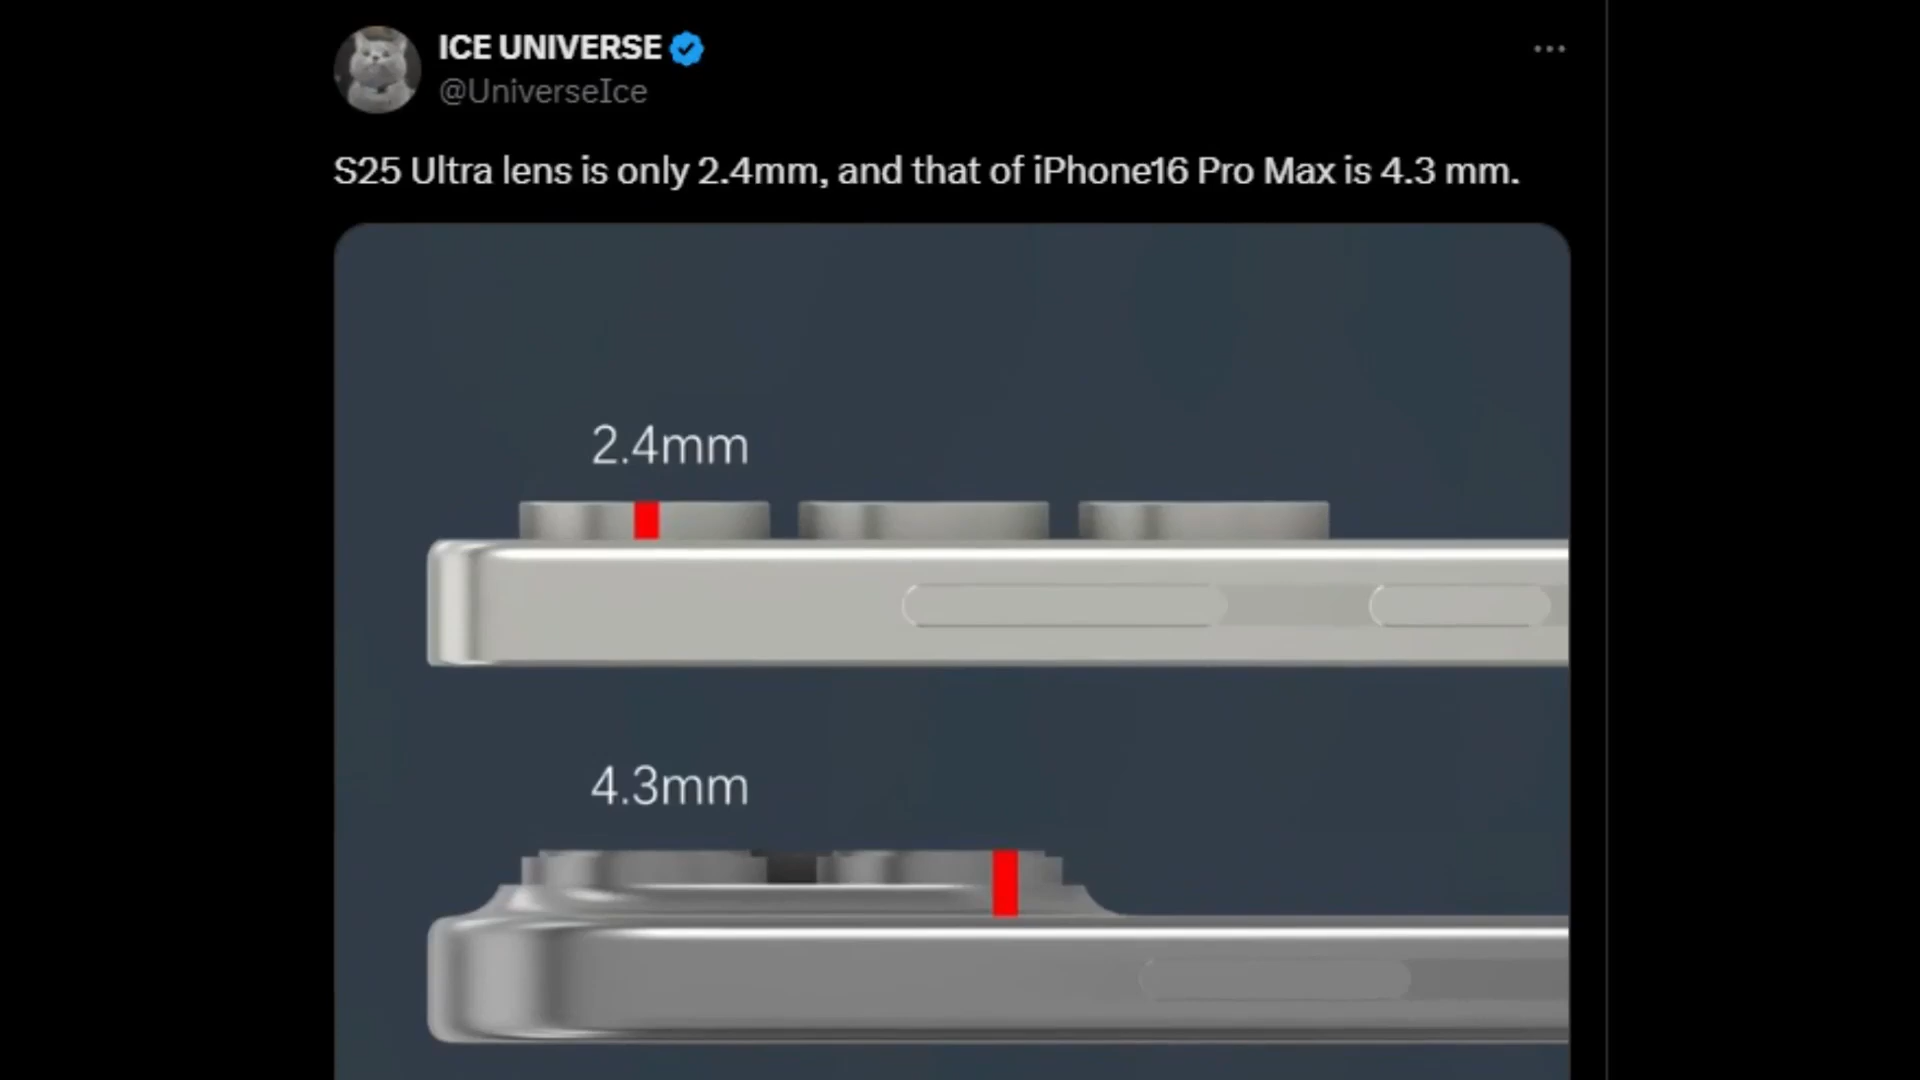 ICE UNIVERSE
@UniverseIce
S25 Ultra lens is only 2.4mm, and that of iPhone16 Pro Max is 4.3 mm.
2.4mm
4.3mm